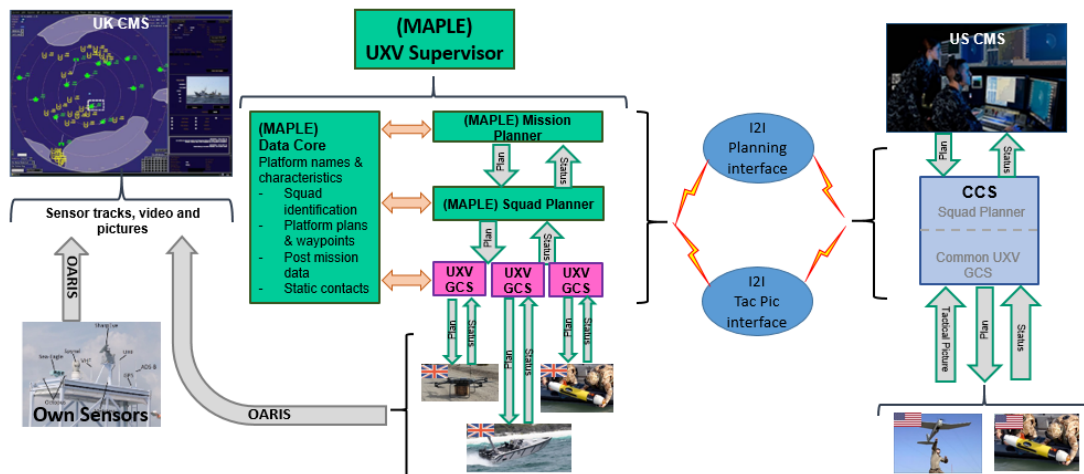 UK CMS
(MAPLE)
UXV Supervisor
US CMS
Sensor tracks, video and
pictures
OARIS
Own Sensors
OARIS
(MAPLE)
Data Core
Platform names &
characteristics
- Squad
identification
- Platform plans
& waypoints
- Post mission
data
- Static contacts
(MAPLE) Mission
Planner
Plan
Status
(MAPLE) Squad Planner
Plan
Status
UXV
GCS
UXV
GCS
UXV
GCS
Plan
Status
Plan
Status
Plan
Status
I2I
Planning
interface
I2I
Tac Pic
interface
Plan
Status
CCS
Squad Planner
Common UXV
GCS
Tactical Picture
Plan
Status